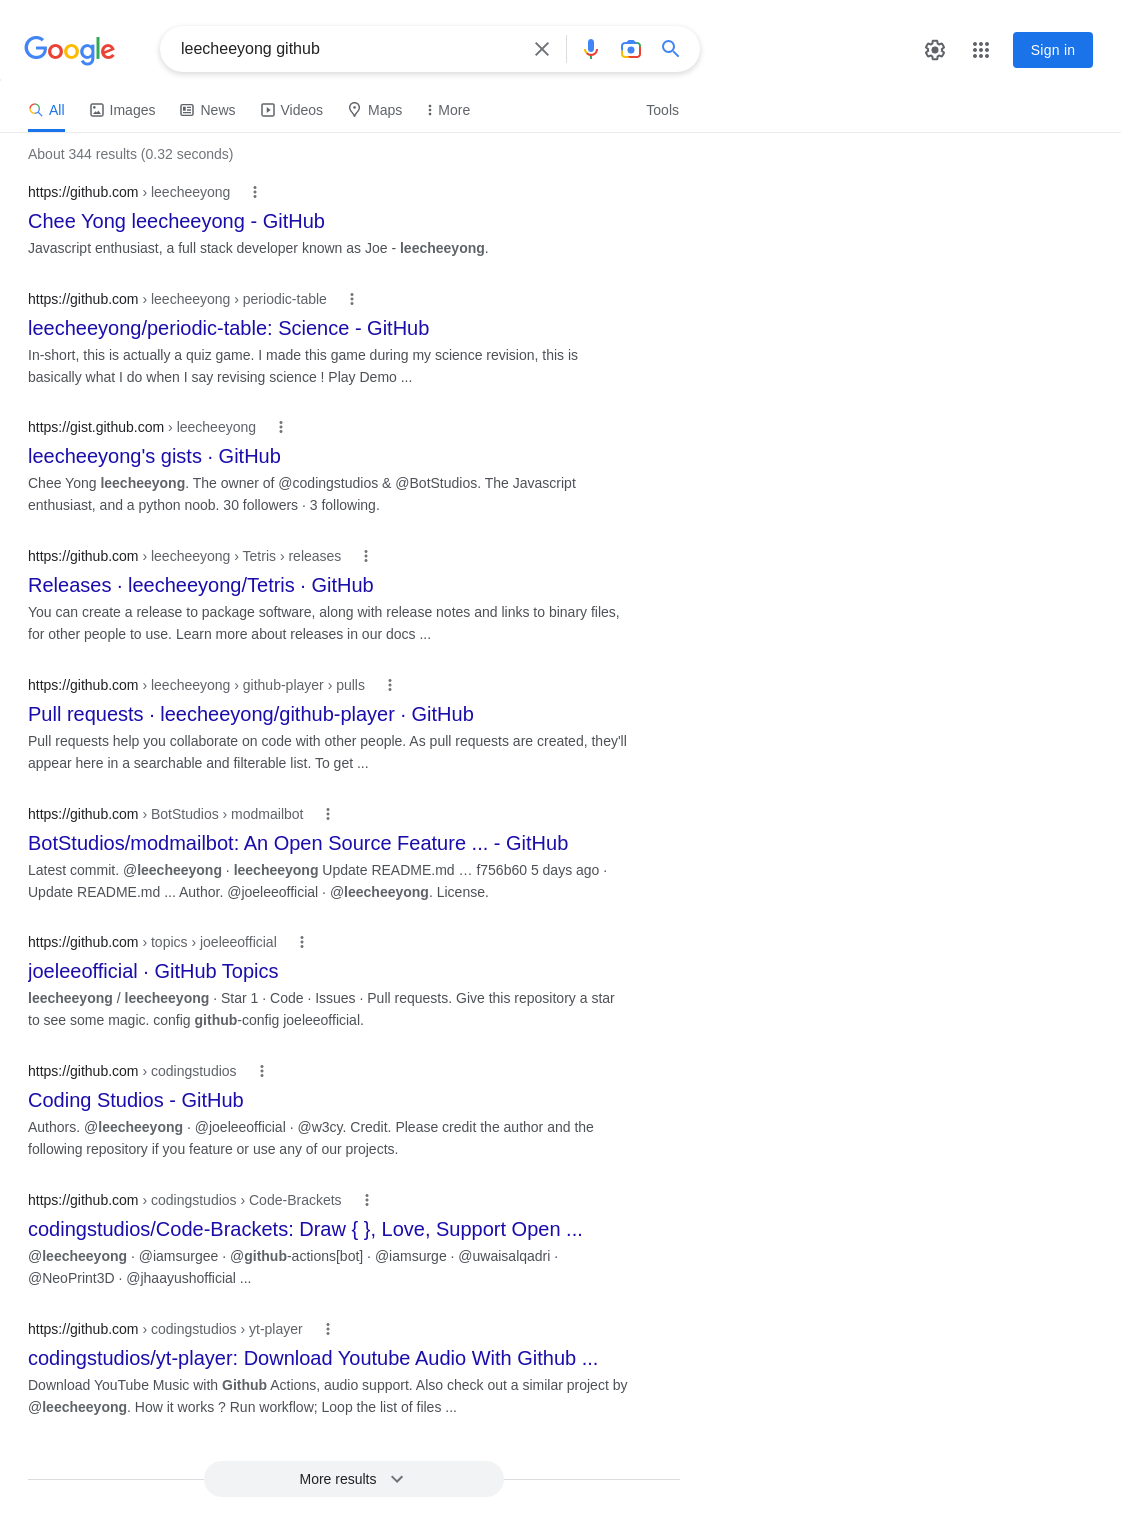 Google
leecheeyong github
Sign in
All Images News Videos Maps More Tools
About 344 results (0.32 seconds)
https://github.com › leecheeyong
Chee Yong leecheeyong - GitHub
Javascript enthusiast, a full stack developer known as Joe - leecheeyong.
https://github.com › leecheeyong › periodic-table
leecheeyong/periodic-table: Science - GitHub
In-short, this is actually a quiz game. I made this game during my science revision, this is
basically what I do when I say revising science ! Play Demo ...
https://gist.github.com › leecheeyong
leecheeyong's gists · GitHub
Chee Yong leecheeyong. The owner of @codingstudios & @BotStudios. The Javascript
enthusiast, and a python noob. 30 followers · 3 following.
https://github.com › leecheeyong › Tetris › releases
Releases · leecheeyong/Tetris · GitHub
You can create a release to package software, along with release notes and links to binary files,
for other people to use. Learn more about releases in our docs ...
https://github.com › leecheeyong › github-player › pulls
Pull requests · leecheeyong/github-player · GitHub
Pull requests help you collaborate on code with other people. As pull requests are created, they'll
appear here in a searchable and filterable list. To get ...
https://github.com › BotStudios › modmailbot
BotStudios/modmailbot: An Open Source Feature ... - GitHub
Latest commit. @leecheeyong · leecheeyong Update README.md … f756b60 5 days ago ·
Update README.md ... Author. @joeleeofficial · @leecheeyong. License.
https://github.com › topics › joeleeofficial
joeleeofficial · GitHub Topics
leecheeyong / leecheeyong · Star 1 · Code · Issues · Pull requests. Give this repository a star
to see some magic. config github-config joeleeofficial.
https://github.com › codingstudios
Coding Studios - GitHub
Authors. @leecheeyong · @joeleeofficial · @w3cy. Credit. Please credit the author and the
following repository if you feature or use any of our projects.
https://github.com › codingstudios › Code-Brackets
codingstudios/Code-Brackets: Draw { }, Love, Support Open ...
@leecheeyong · @iamsurgee · @github-actions[bot] · @iamsurge · @uwaisalqadri ·
@NeoPrint3D · @jhaayushofficial ...
https://github.com › codingstudios › yt-player
codingstudios/yt-player: Download Youtube Audio With Github ...
Download YouTube Music with Github Actions, audio support. Also check out a similar project by
@leecheeyong. How it works ? Run workflow; Loop the list of files ...
More results